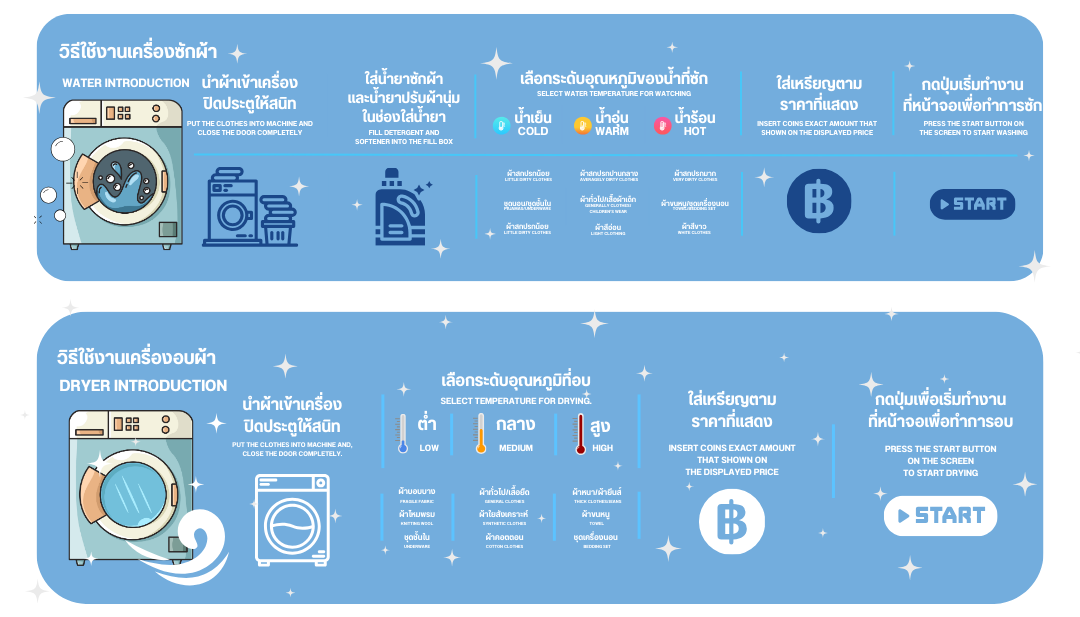 วิธีใช้งานเครื่องซักผ้า
WATER INTRODUCTION
นำผ้าเข้าเครื่อง
ปิดประตูให้สนิท
PUT THE CLOTHES INTO MACHINE AND
CLOSE THE DOOR COMPLETELY
ใส่น้ำยาซักผ้า
และน้ำยาปรับผ้านุ่ม
ในช่องใส่น้ำยา
FILL DETERGENT AND
SOFTENER INTO THE FILL BOX
เลือกระดับอุณหภูมิของน้ำที่ซัก
SELECT WATER TEMPERATURE FOR WATCHING
น้ำเย็น
COLD
น้ำอุ่น
WARM
น้ำร้อน
HOT
ผ้าสกปรกน้อย
LITTLE DIRTY CLOTHES
ผ้าสกปรกปานกลาง
AVERAGELY DIRTY CLOTHES
ผ้าสกปรกมาก
VERY DIRTY CLOTHES
ชุดนอน/ชุดชั้นใน
PAJAMAS/UNDERWARE
ผ้าทั่วไป/เสื้อผ้าเด็ก
GENERALLY CLOTHES/
CHILDREN'S WEAR
ผ้าขนหนู/ชุดเครื่องนอน
TOWEL/BEDDING SET
ผ้าสกปรกน้อย
LITTLE DIRTY CLOTHES
ผ้าสีอ่อน
LIGHT CLOTHING
ผ้าสีขาว
WHITE CLOTHES
ใส่เหรียญตาม
ราคาที่แสดง
INSERT COINS EXACT AMOUNT THAT
SHOWN ON THE DISPLAYED PRICE
กดปุ่มเริ่มทำงาน
ที่หน้าจอเพื่อทำการซัก
PRESS THE START BUTTON ON
THE SCREEN TO START WASHING
START
วิธีใช้งานเครื่องอบผ้า
DRYER INTRODUCTION
นำผ้าเข้าเครื่อง
ปิดประตูให้สนิท
PUT THE CLOTHES INTO MACHINE AND,
CLOSE THE DOOR COMPLETELY.
เลือกระดับอุณหภูมิที่อบ
SELECT TEMPERATURE FOR DRYING.
ต่ำ
LOW
กลาง
MEDIUM
สูง
HIGH
ผ้าบอบบาง
FRAGILE FABRIC
ผ้าทั่วไป/เสื้อยืด
GENERAL CLOTHES
ผ้าหนา/ผ้ายีนส์
THICK CLOTHES/JEANS
ผ้าไหมพรม
KNITTING WOOL
ผ้าใยสังเคราะห์
SYNTHETIC CLOTHES
ผ้าขนหนู
TOWEL
ชุดชั้นใน
UNDERWARE
ผ้าคอตตอน
COTTON CLOTHES
ชุดเครื่องนอน
BEDDING SET
ใส่เหรียญตาม
ราคาที่แสดง
INSERT COINS EXACT AMOUNT
THAT SHOWN ON
THE DISPLAYED PRICE
กดปุ่มเพื่อเริ่มทำงาน
ที่หน้าจอเพื่อทำการอบ
PRESS THE START BUTTON
ON THE SCREEN
TO START DRYING
START